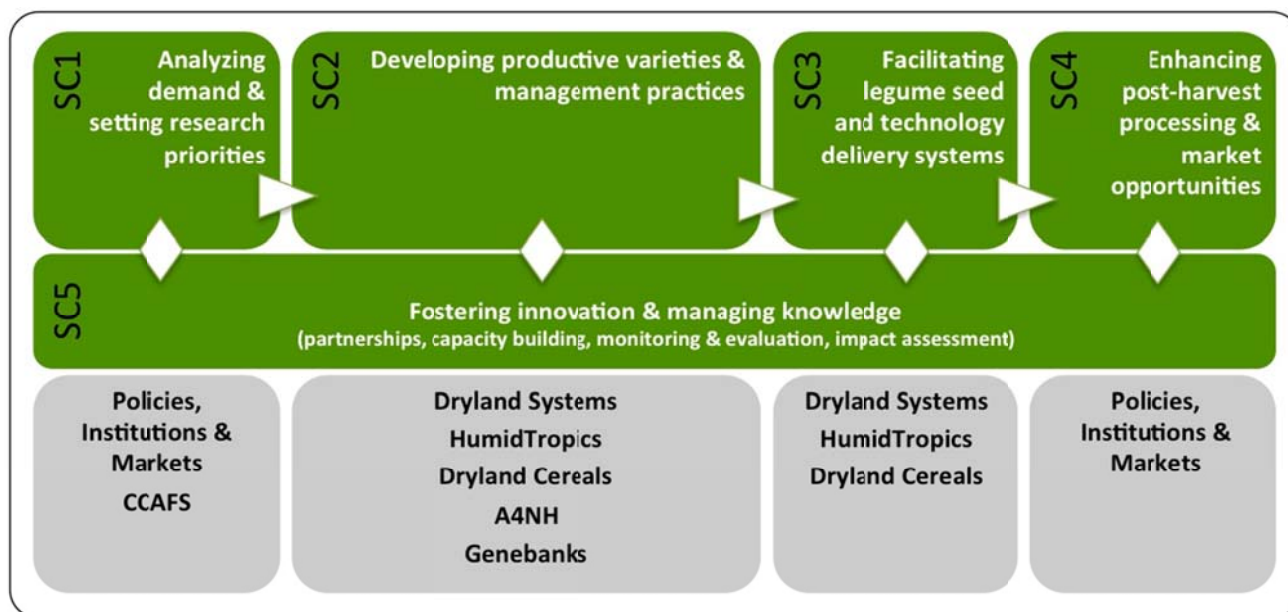 SC1
Analyzing
demand &
setting research
priorities
SC2
Developing productive varieties &
management practices
SC3
Facilitating
legume seed
and technology
delivery systems
SC4
Enhancing
post-harvest
processing &
market
opportunities
SC5
Fostering innovation & managing knowledge
(partnerships, capacity building, monitoring & evaluation, impact assessment)
Policies,
Institutions &
Markets
CCAFS
Dryland Systems
HumidTropics
Dryland Cereals
A4NH
Genebanks
Dryland Systems
HumidTropics
Dryland Cereals
Policies,
Institutions &
Markets